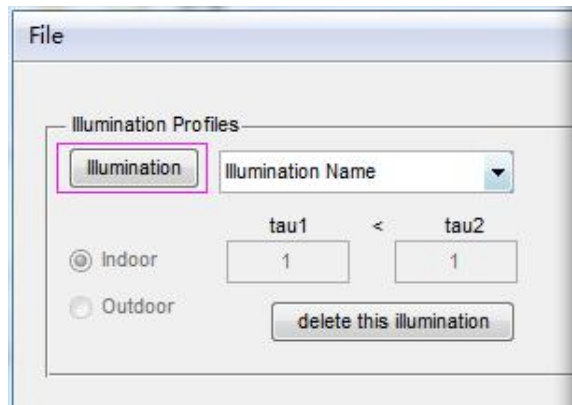 File
Illumination Profiles
Illumination
Illumination Name
tau1 < tau2
Indoor 1 1
Outdoor
delete this illumination